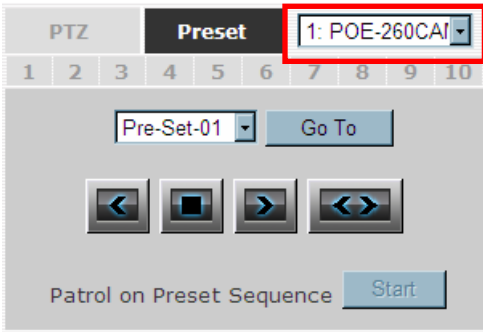 PTZ Preset 1: POE-260CAM
1 2 3 4 5 6 7 8 9 10
Pre-Set-01 Go To
Patrol on Preset Sequence Start